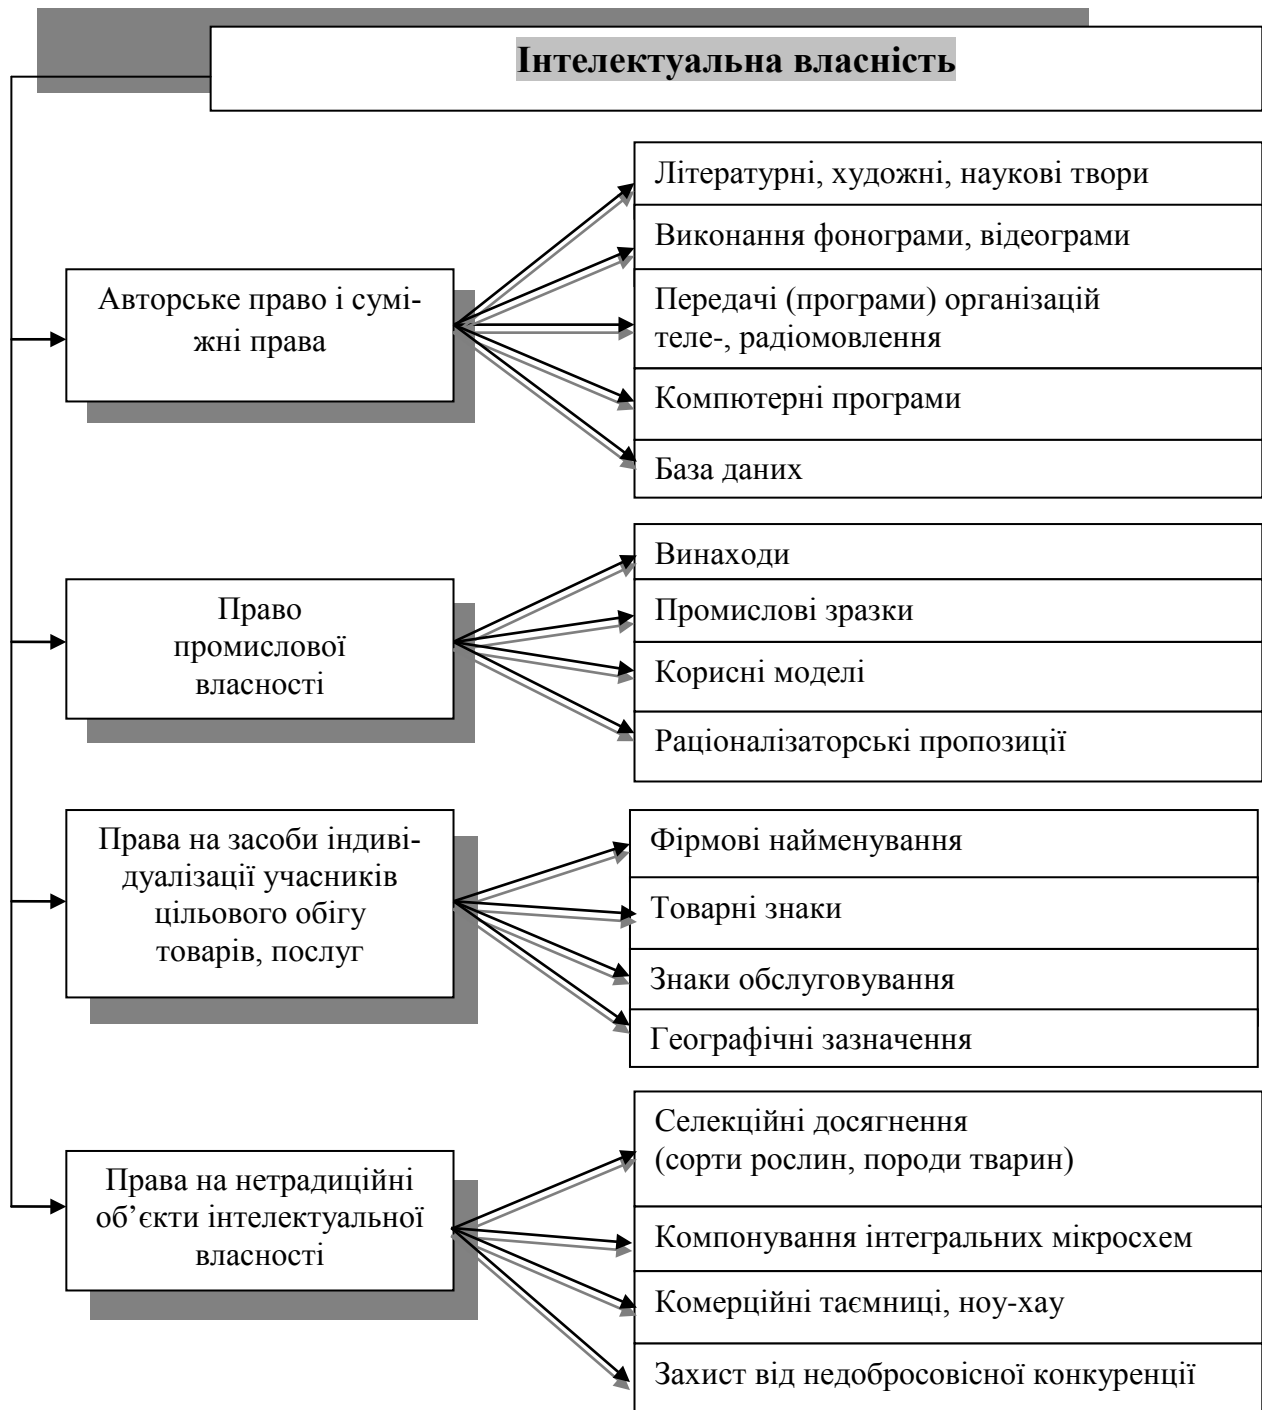 Інтелектуальна власність
Авторське право і сумі-
жні права
Літературні, художні, наукові твори
Виконання фонограми, відеограми
Передачі (програми) організацій
теле-, радіомовлення
Компютерні програми
База даних
Право
промислової
власності
Винаходи
Промислові зразки
Корисні моделі
Раціоналізаторські пропозиції
Права на засоби індиві-
дуалізації учасників
цільового обігу
товарів, послуг
Фірмові найменування
Товарні знаки
Знаки обслуговування
Географічні зазначення
Права на нетрадиційні
об’єкти інтелектуальної
власності
Селекційні досягнення
(сорти рослин, породи тварин)
Компонування інтегральних мікросхем
Комерційні таємниці, ноу-хау
Захист від недобросовісної конкуренції